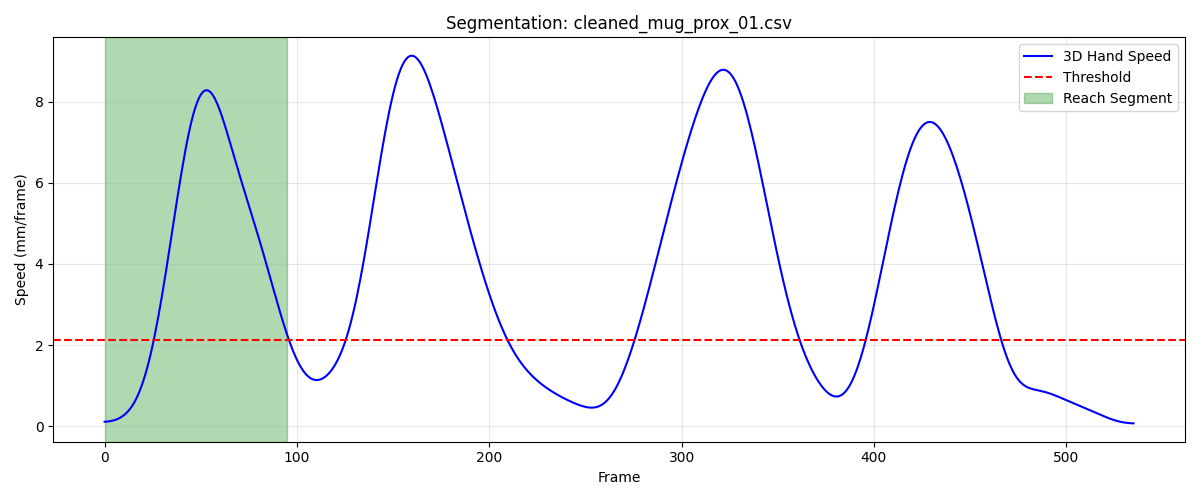 Segmentation: cleaned_mug_prox_01.csv
3D Hand Speed
Threshold
Reach Segment
Speed (mm/frame)
8
6
4
2
0
0 100 200 300 400 500
Frame